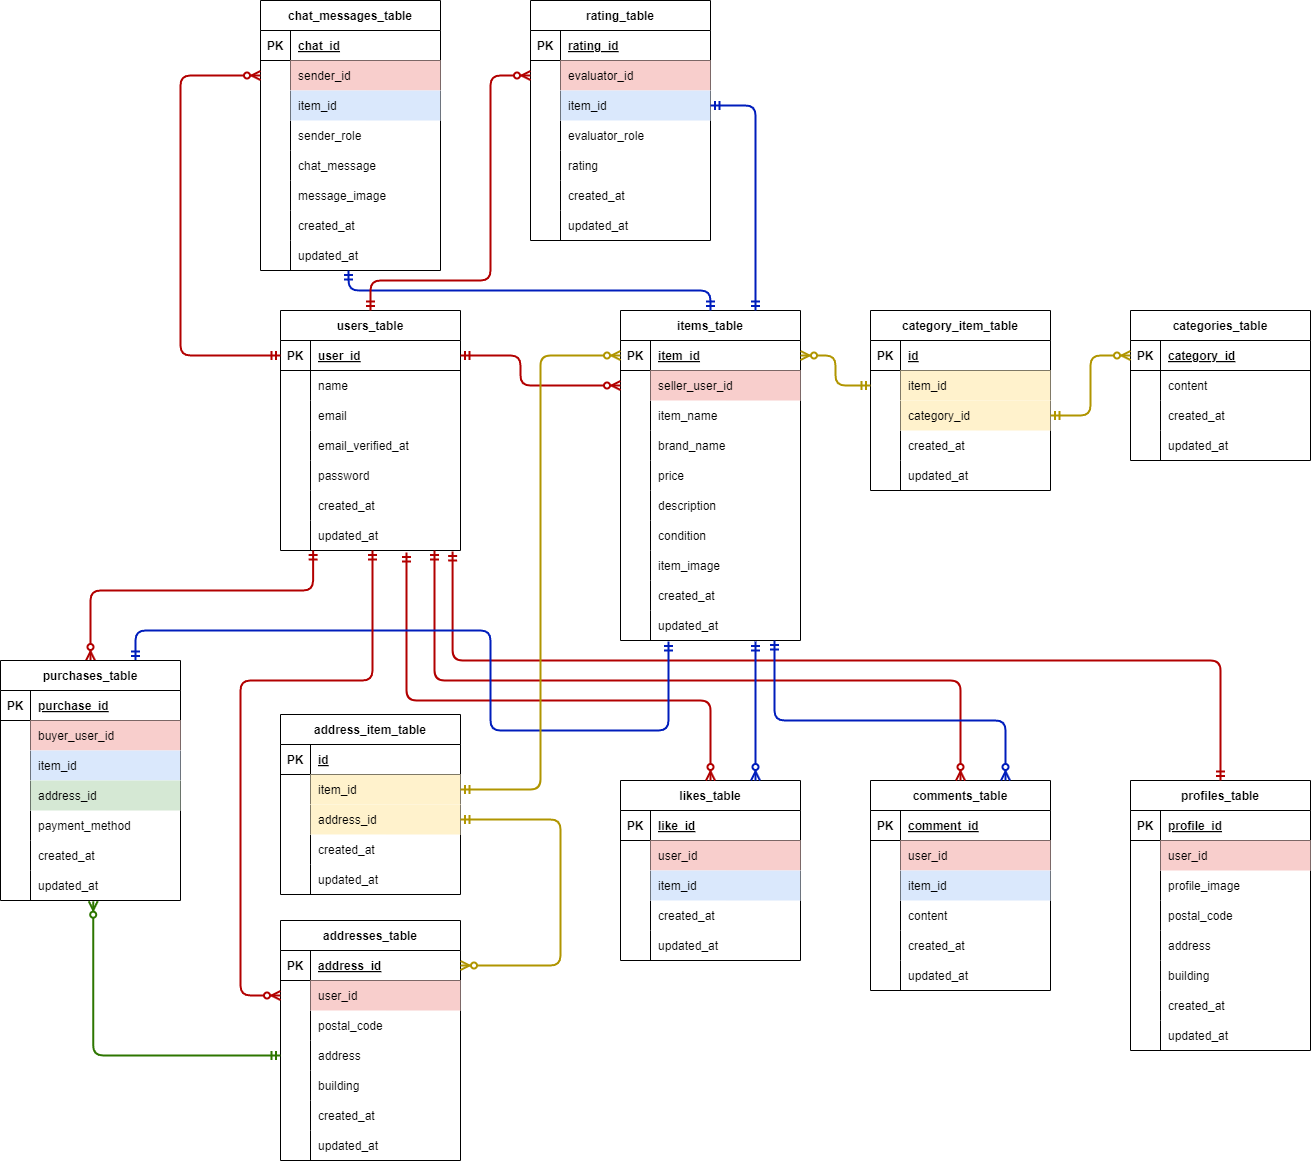 chat_messages_table
PK chat_id
sender_id
item_id
sender_role
chat_message
message_image
created_at
updated_at
rating_table
PK rating_id
evaluator_id
item_id
evaluator_role
rating
created_at
updated_at
users_table
PK user_id
name
email
email_verified_at
password
created_at
updated_at
items_table
PK item_id
seller_user_id
item_name
brand_name
price
description
condition
item_image
created_at
updated_at
category_item_table
PK id
item_id
category_id
created_at
updated_at
categories_table
PK category_id
content
created_at
updated_at
purchases_table
PK purchase_id
buyer_user_id
item_id
address_id
payment_method
created_at
updated_at
address_item_table
PK id
item_id
address_id
created_at
updated_at
addresses_table
PK address_id
user_id
postal_code
address
building
created_at
updated_at
likes_table
PK like_id
user_id
item_id
created_at
updated_at
comments_table
PK comment_id
user_id
item_id
content
created_at
updated_at
profiles_table
PK profile_id
user_id
profile_image
postal_code
address
building
created_at
updated_at